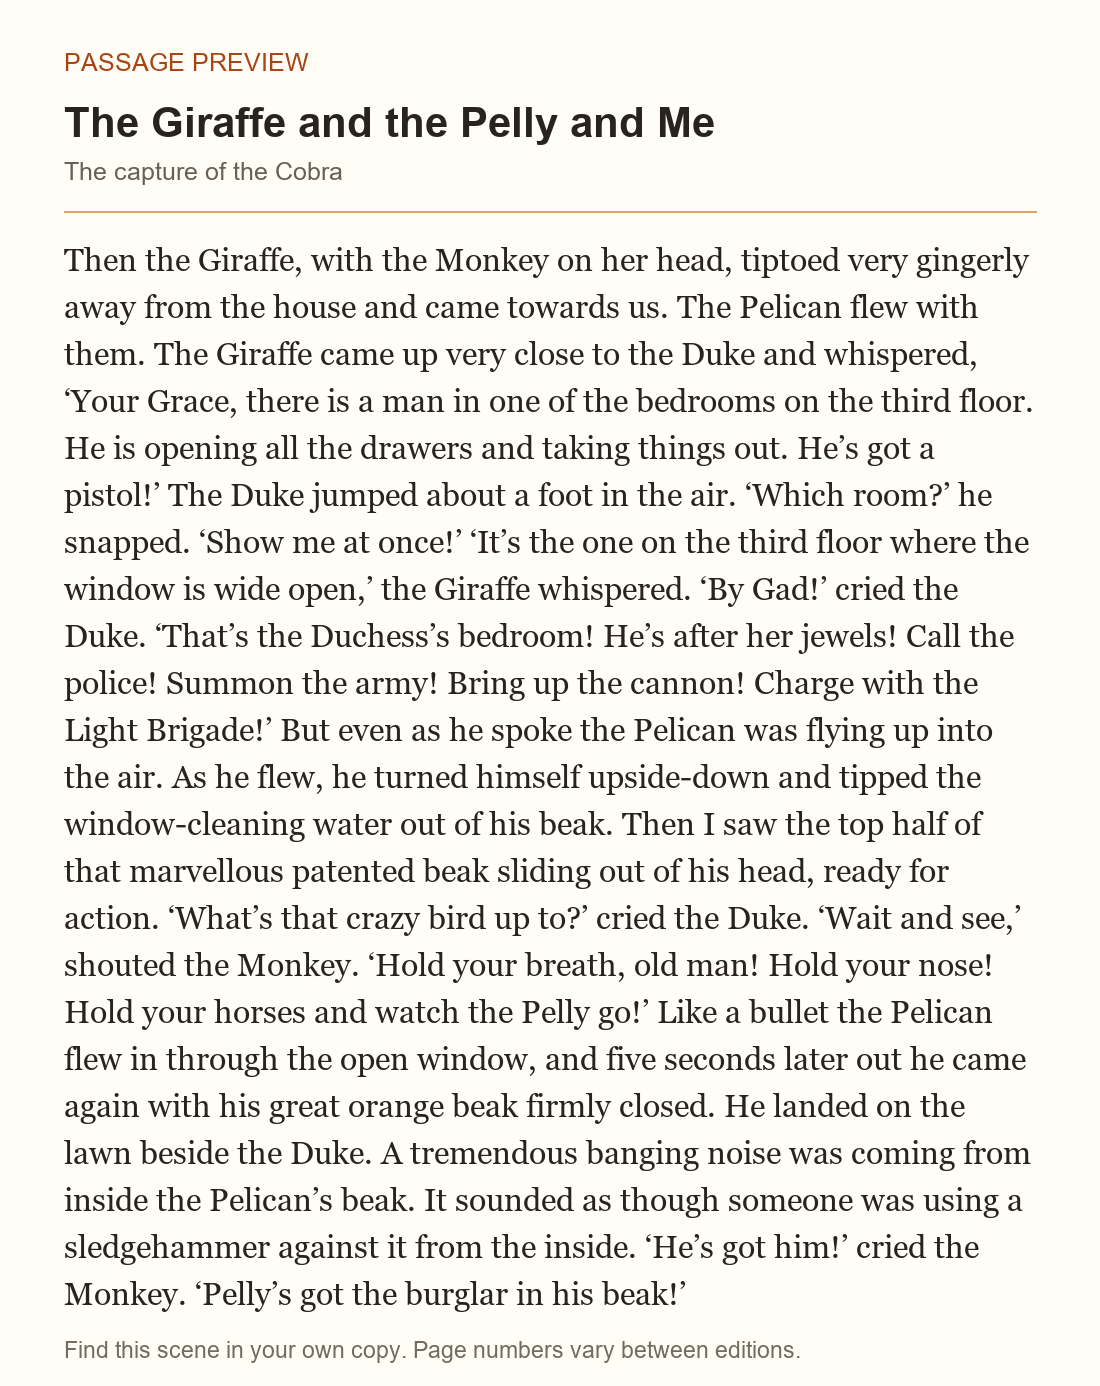 PASSAGE PREVIEW
The Giraffe and the Pelly and Me
The capture of the Cobra
Then the Giraffe, with the Monkey on her head, tiptoed very gingerly
away from the house and came towards us. The Pelican flew with
them. The Giraffe came up very close to the Duke and whispered,
‘Your Grace, there is a man in one of the bedrooms on the third floor.
He is opening all the drawers and taking things out. He’s got a
pistol!’ The Duke jumped about a foot in the air. ‘Which room?’ he
snapped. ‘Show me at once!’ ‘It’s the one on the third floor where the
window is wide open,’ the Giraffe whispered. ‘By Gad!’ cried the
Duke. ‘That’s the Duchess’s bedroom! He’s after her jewels! Call the
police! Summon the army! Bring up the cannon! Charge with the
Light Brigade!’ But even as he spoke the Pelican was flying up into
the air. As he flew, he turned himself upside-down and tipped the
window-cleaning water out of his beak. Then I saw the top half of
that marvellous patented beak sliding out of his head, ready for
action. ‘What’s that crazy bird up to?’ cried the Duke. ‘Wait and see,’
shouted the Monkey. ‘Hold your breath, old man! Hold your nose!
Hold your horses and watch the Pelly go!’ Like a bullet the Pelican
flew in through the open window, and five seconds later out he came
again with his great orange beak firmly closed. He landed on the
lawn beside the Duke. A tremendous banging noise was coming from
inside the Pelican’s beak. It sounded as though someone was using a
sledgehammer against it from the inside. ‘He’s got him!’ cried the
Monkey. ‘Pelly’s got the burglar in his beak!’
Find this scene in your own copy. Page numbers vary between editions.